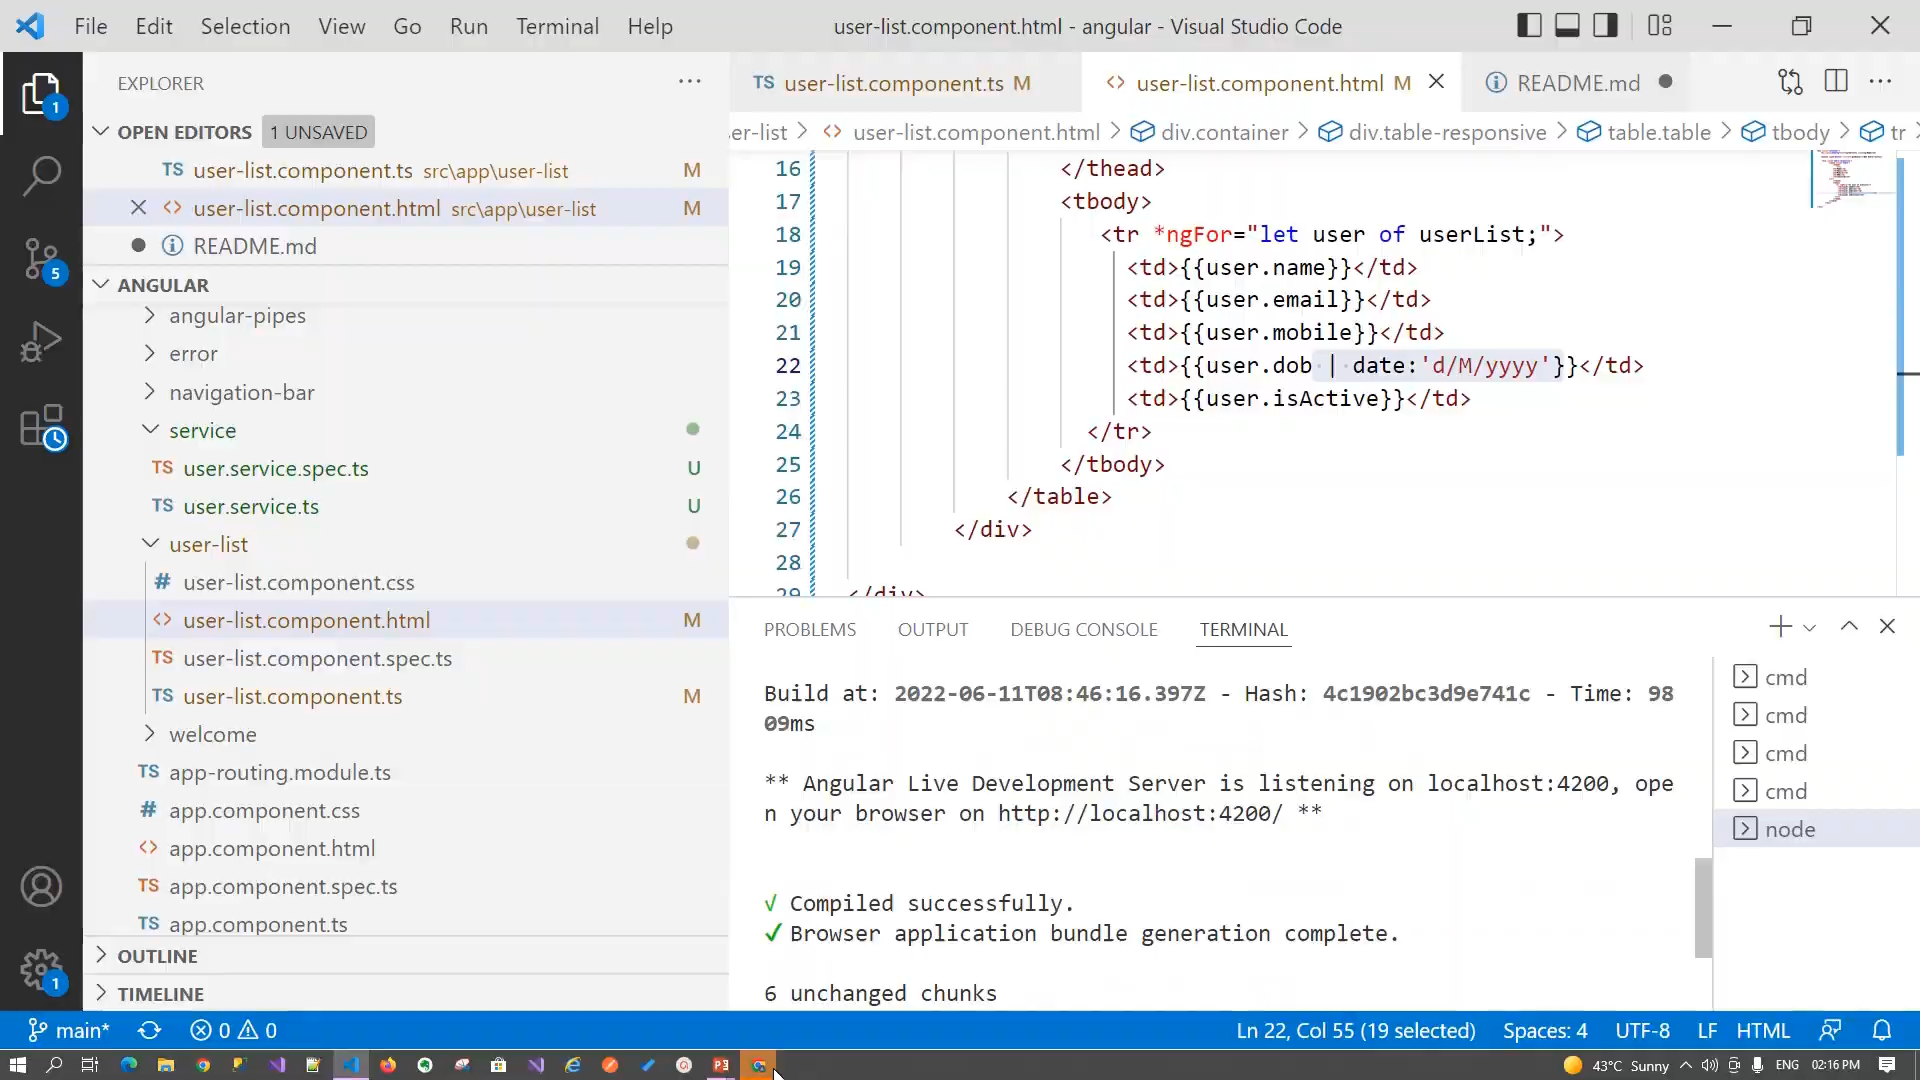 File Edit Selection View Go Run Terminal Help user-list.component.html - angular - Visual Studio Code
EXPLORER
OPEN EDITORS 1 UNSAVED
TS user-list.component.ts src\app\user-list M
<> user-list.component.html src\app\user-list M
README.md
ANGULAR
angular-pipes
error
navigation-bar
service
TS user.service.spec.ts U
TS user.service.ts U
user-list
# user-list.component.css
<> user-list.component.html M
TS user-list.component.spec.ts
TS user-list.component.ts M
welcome
TS app-routing.module.ts
# app.component.css
<> app.component.html
TS app.component.spec.ts
TS app.component.ts
OUTLINE
TIMELINE
1
5
1
TS user-list.component.ts M <> user-list.component.html M README.md
er-list > <> user-list.component.html > div.container > div.table-responsive > table.table > tbody > tr >
16 </thead>
17 <tbody>
18 <tr *ngFor="let user of userList;">
19 <td>{{user.name}}</td>
20 <td>{{user.email}}</td>
21 <td>{{user.mobile}}</td>
22 <td>{{user.dob | date:'d/M/yyyy'}}</td>
23 <td>{{user.isActive}}</td>
24 </tr>
25 </tbody>
26 </table>
27 </div>
28
29 </div>
PROBLEMS OUTPUT DEBUG CONSOLE TERMINAL
Build at: 2022-06-11T08:46:16.397Z - Hash: 4c1902bc3d9e741c - Time: 98
09ms
** Angular Live Development Server is listening on localhost:4200, ope
n your browser on http://localhost:4200/ **
√ Compiled successfully.
✔ Browser application bundle generation complete.
6 unchanged chunks
cmd
cmd
cmd
cmd
node
main* 0 0 Ln 22, Col 55 (19 selected) Spaces: 4 UTF-8 LF HTML
43°C Sunny ENG 02:16 PM